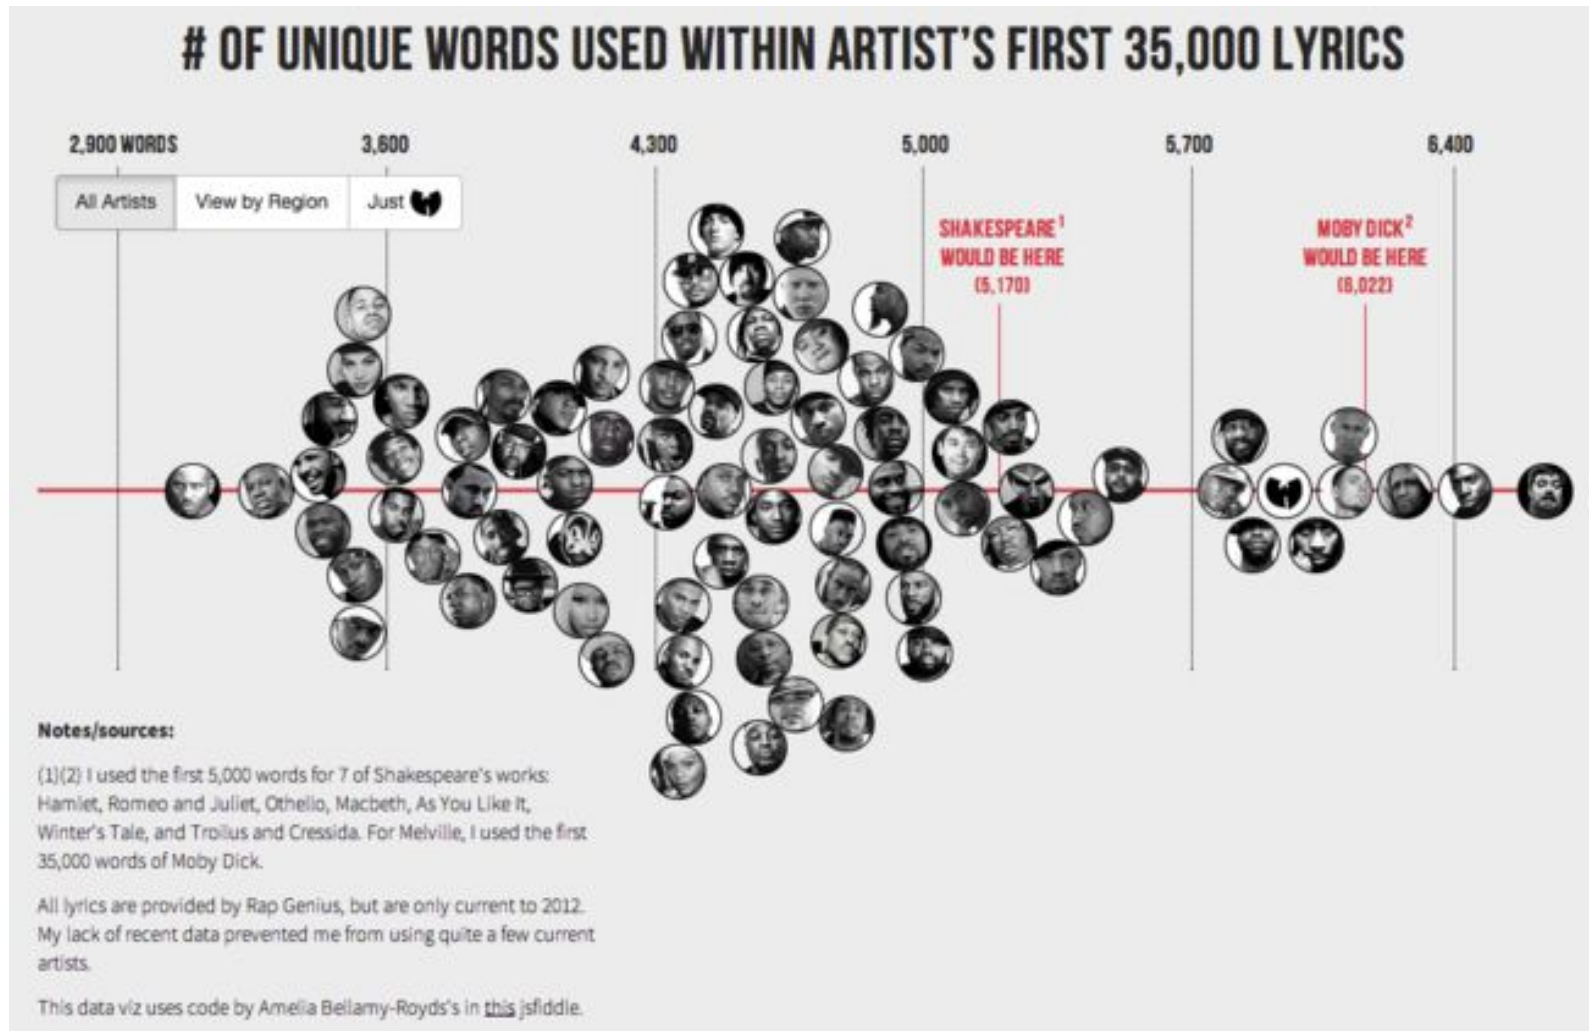 # OF UNIQUE WORDS USED WITHIN ARTIST'S FIRST 35,000 LYRICS
2,900 WORDS 3,600 4,300 5,000 5,700 6,400
All Artists View by Region Just
SHAKESPEARE¹
WOULD BE HERE
(5,170)
MOBY DICK²
WOULD BE HERE
(6,022)
Notes/sources:
(1)(2) I used the first 5,000 words for 7 of Shakespeare's works:
Hamlet, Romeo and Juliet, Othello, Macbeth, As You Like It,
Winter's Tale, and Troilus and Cressida. For Melville, I used the first
35,000 words of Moby Dick.
All lyrics are provided by Rap Genius, but are only current to 2012.
My lack of recent data prevented me from using quite a few current
artists.
This data viz uses code by Amelia Bellamy-Royds's in this jsfiddle.